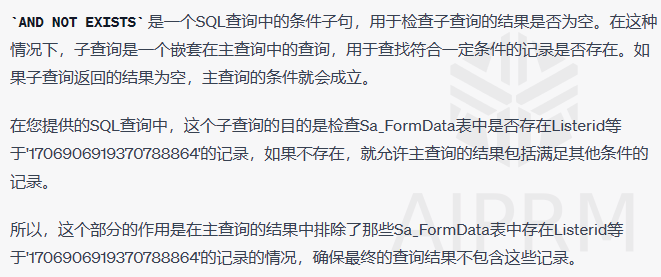 `AND NOT EXISTS`是一个SQL查询中的条件子句，用于检查子查询的结果是否为空。在这种
情况下，子查询是一个嵌套在主查询中的查询，用于查找符合一定条件的记录是否存在。如
果子查询返回的结果为空，主查询的条件就会成立。
在您提供的SQL查询中，这个子查询的目的是检查Sa_FormData表中是否存在Listerid等
于'1706906919370788864'的记录，如果不存在，就允许主查询的结果包括满足其他条件的
记录。
所以，这个部分的作用是在主查询的结果中排除了那些Sa_FormData表中存在Listerid等
于'1706906919370788864'的记录的情况，确保最终的查询结果不包含这些记录。
AIPRM